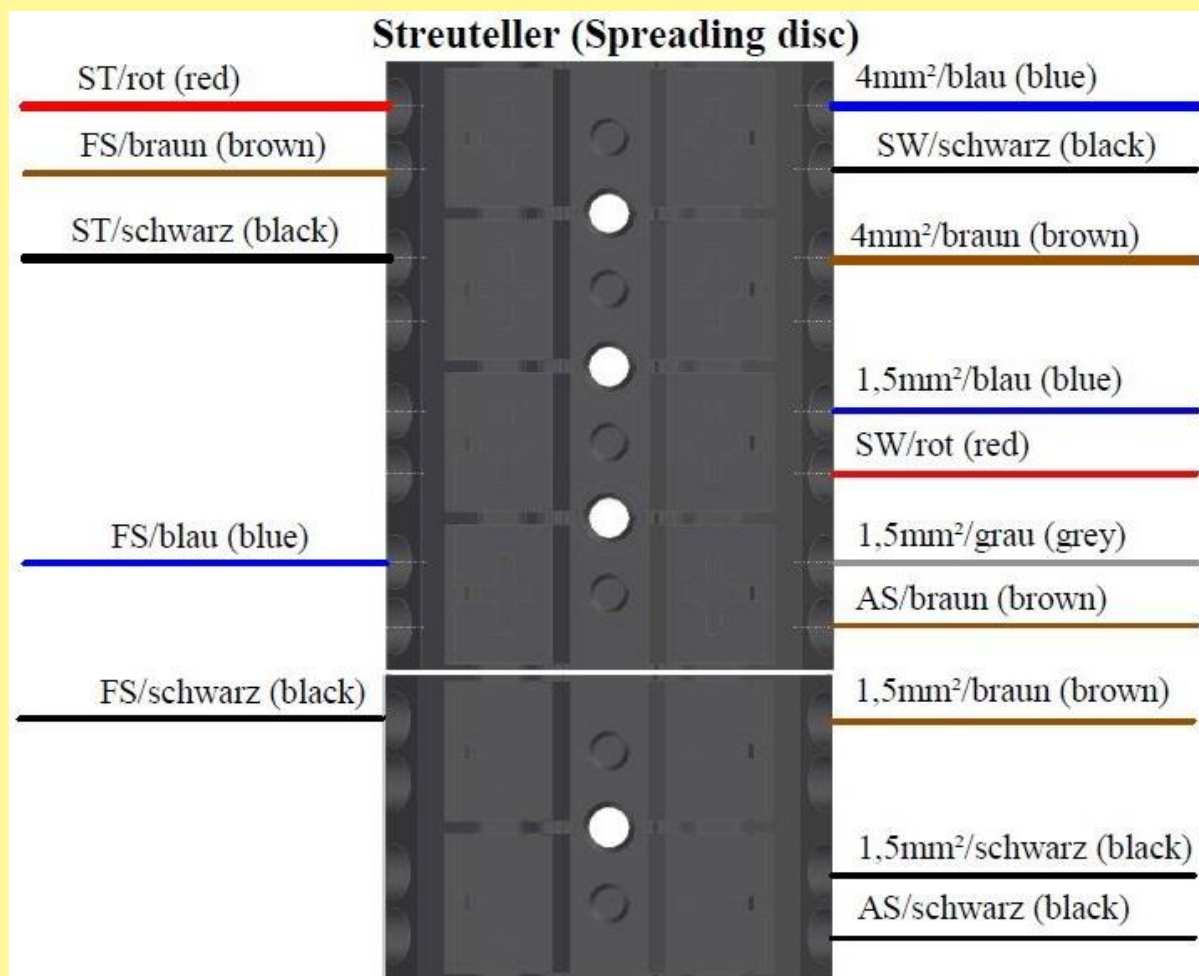 Streuteller (Spreading disc)
ST/rot (red)
FS/braun (brown)
ST/schwarz (black)
FS/blau (blue)
FS/schwarz (black)
4mm²/blau (blue)
SW/schwarz (black)
4mm²/braun (brown)
1,5mm²/blau (blue)
SW/rot (red)
1,5mm²/grau (grey)
AS/braun (brown)
1,5mm²/braun (brown)
1,5mm²/schwarz (black)
AS/schwarz (black)